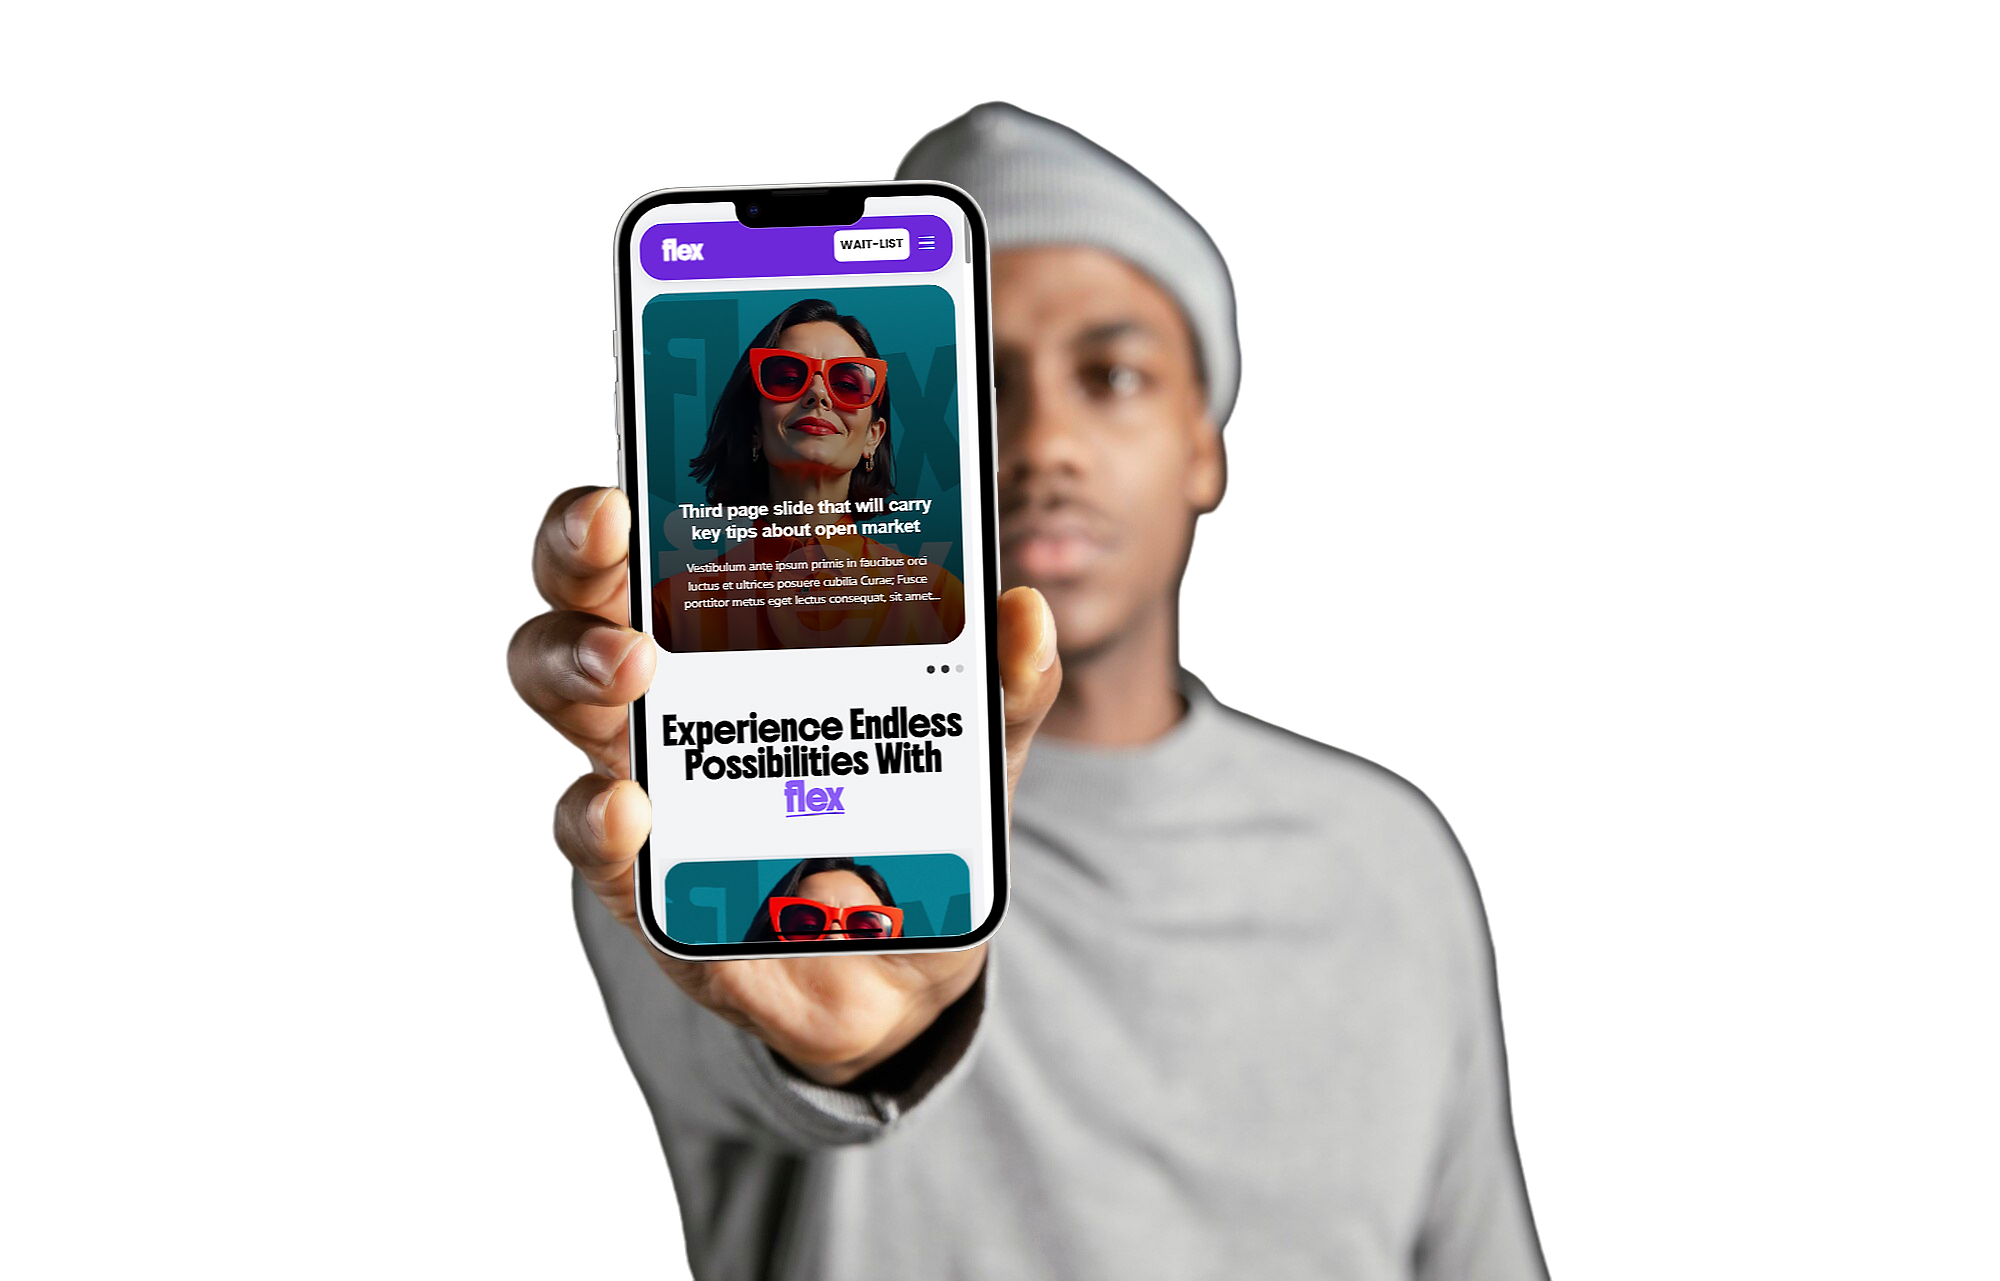 flex
WAIT-LIST
flex
Third page slide that will carry
key tips about open market
flex
Vestibulum ante ipsum primis in faucibus orci
luctus et ultrices posuere cubilia Curae; Fusce
porttitor metus eget lectus consequat, sit amet...
Experience Endless
Possibilities With
flex